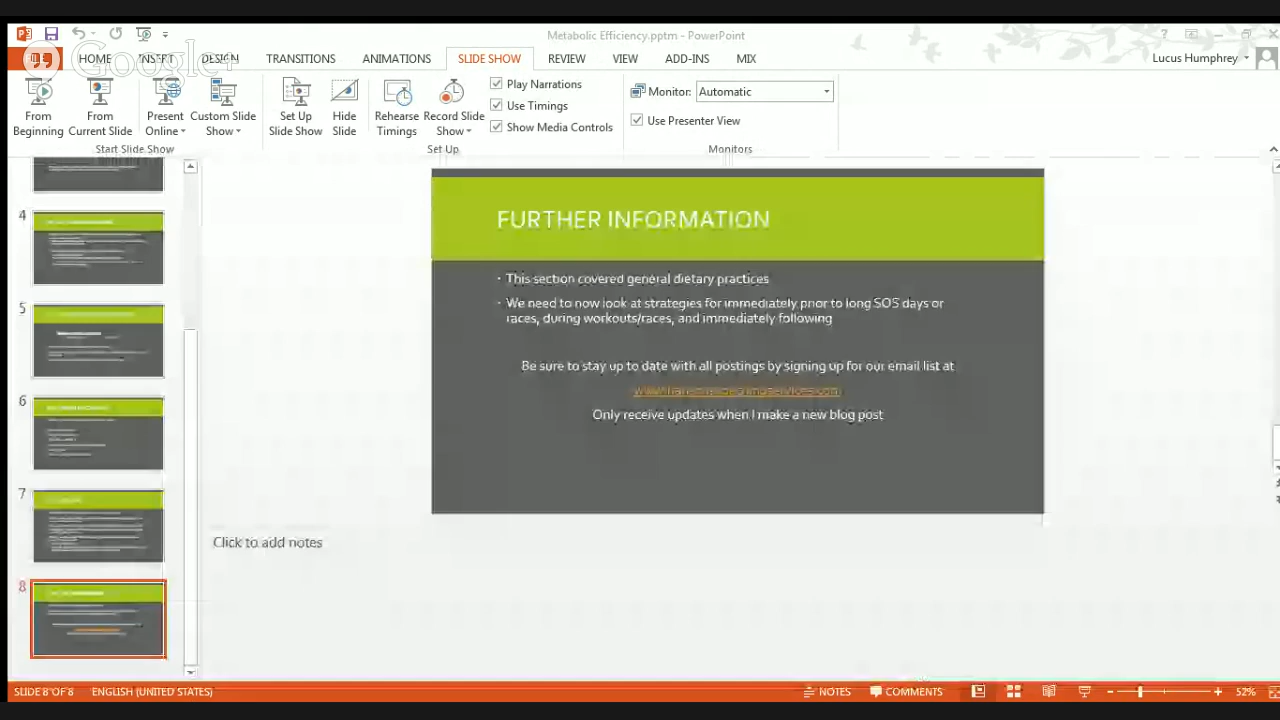 Metabolic Efficiency.pptm - PowerPoint
?
Google+
HOME INSERT DESIGN TRANSITIONS ANIMATIONS SLIDE SHOW REVIEW VIEW ADD-INS MIX
Lucus Humphrey
From Beginning
From Current Slide
Present Online
Custom Slide Show
Set Up Slide Show
Hide Slide
Rehearse Timings
Record Slide Show
Play Narrations
Use Timings
Show Media Controls
Monitor: Automatic
Use Presenter View
Start Slide Show
Set Up
Monitors
4
5
6
7
8
FURTHER INFORMATION
• This section covered general dietary practices
• We need to now look at strategies for immediately prior to long SOS days or
races, during workouts/races, and immediately following
Be sure to stay up to date with all postings by signing up for our email list at
Only receive updates when I make a new blog post
Click to add notes
SLIDE 8 OF 8 ENGLISH (UNITED STATES) NOTES COMMENTS 52%